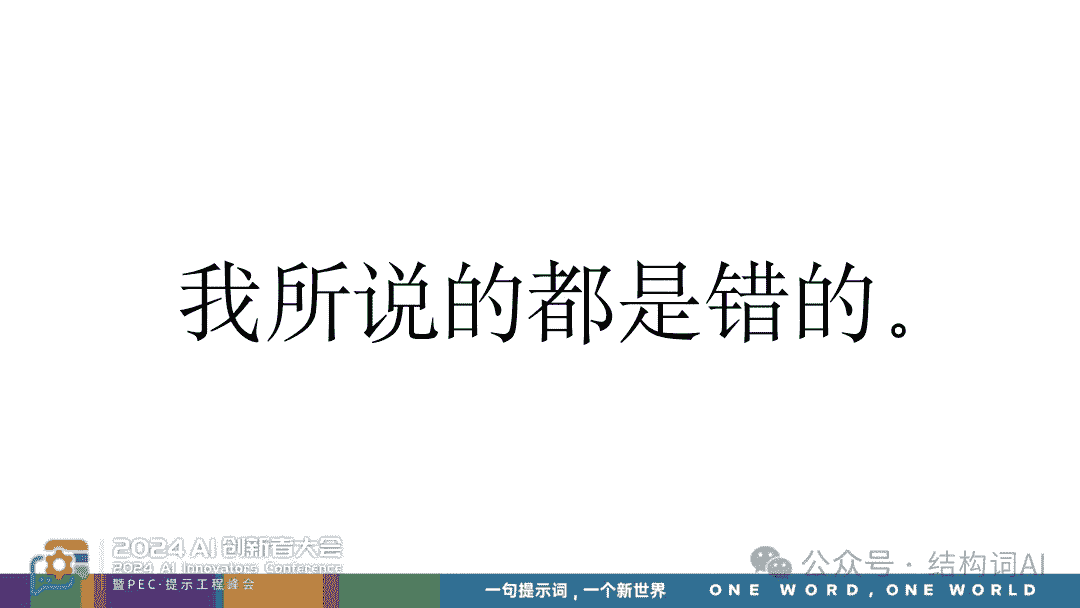 我所说的都是错的。
2024 AI 创新者大会
2024 AI Innovators Conference
暨PEC·提示工程峰会
一句提示词，一个新世界
ONE WORD, ONE WORLD
公众号·结构词AI